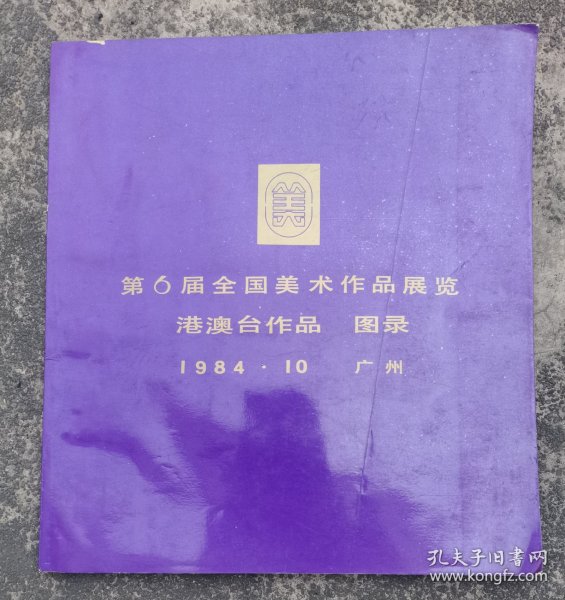 美
第6届全国美术作品展览
港澳台作品 图录
1984·10 广州
孔夫子旧书网
www.kongfz.com